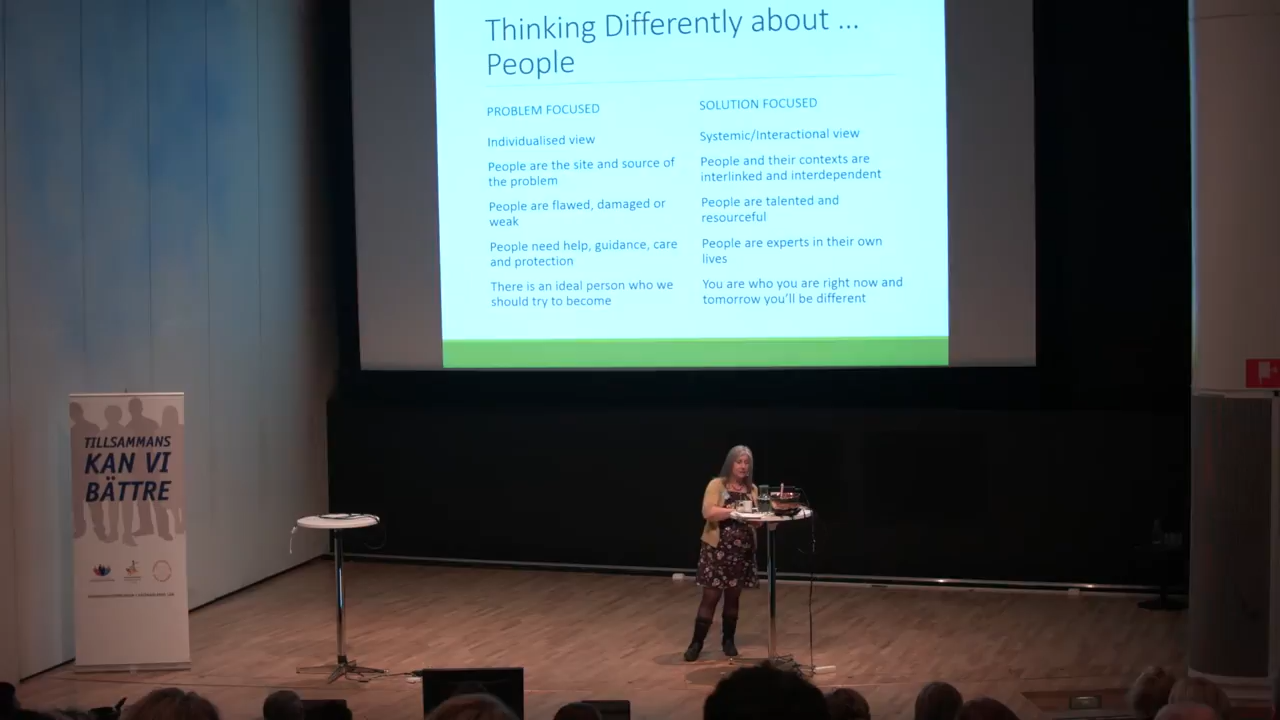 Thinking Differently about ...
People
PROBLEM FOCUSED
Individualised view
People are the site and source of
the problem
People are flawed, damaged or
weak
People need help, guidance, care
and protection
There is an ideal person who we
should try to become
SOLUTION FOCUSED
Systemic/Interactional view
People and their contexts are
interlinked and interdependent
People are talented and
resourceful
People are experts in their own
lives
You are who you are right now and
tomorrow you'll be different
TILLSAMMANS
KAN VI
BÄTTRE